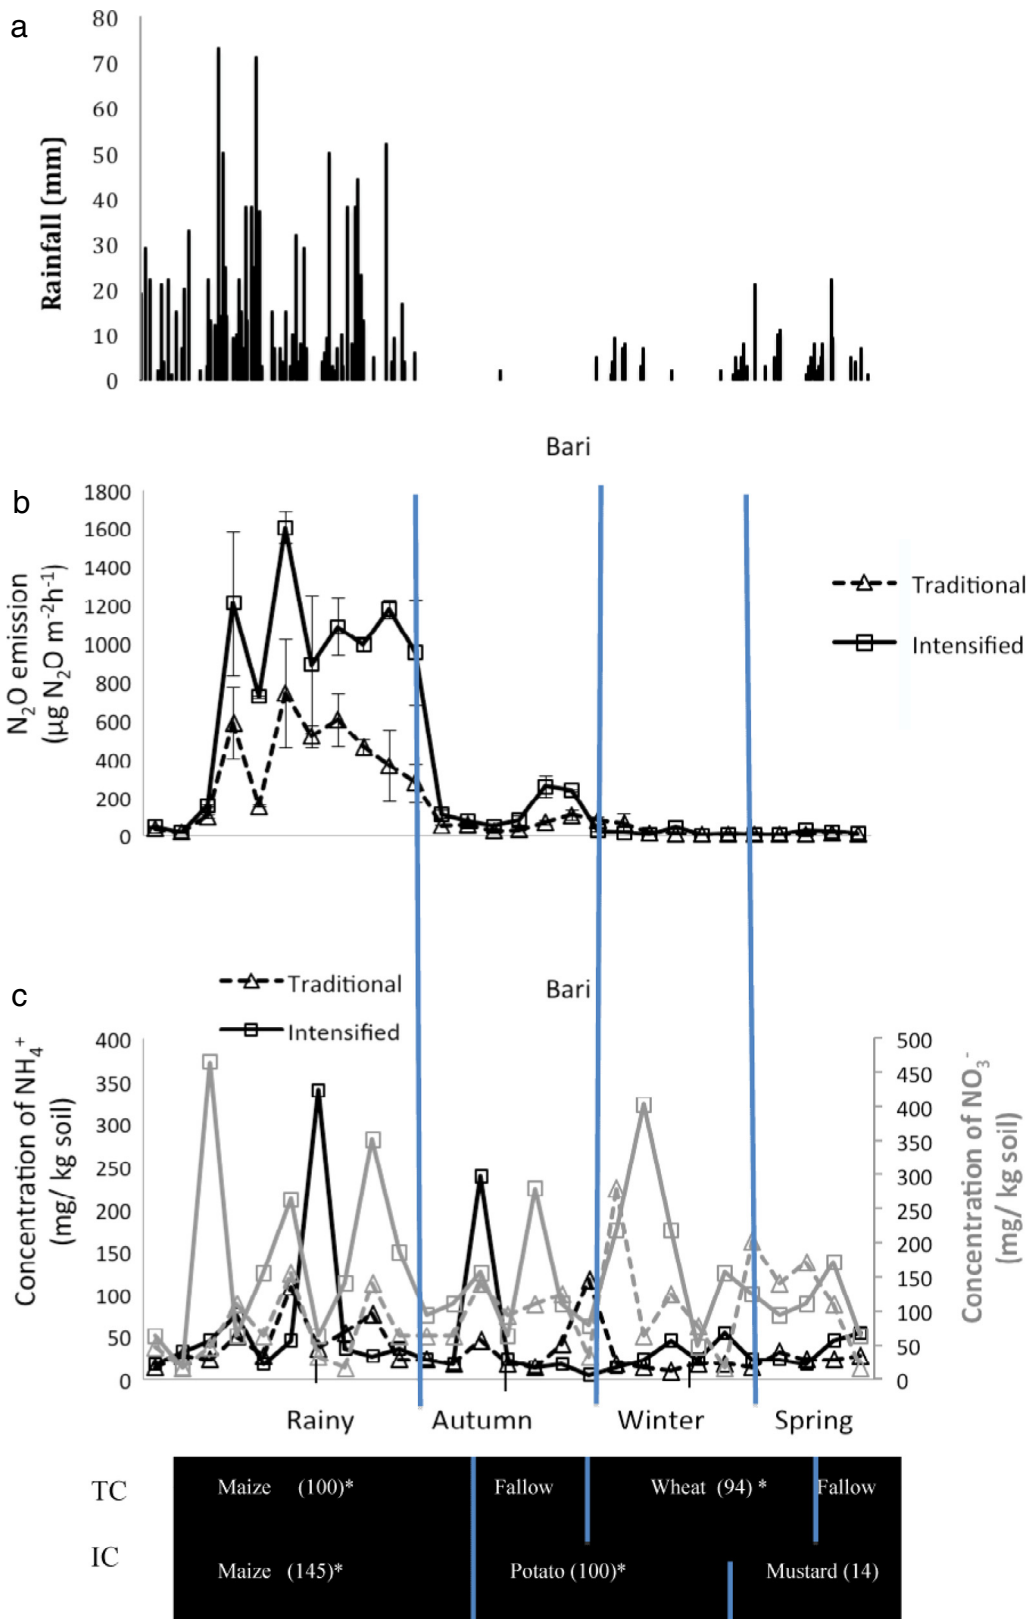 a
80
70
60
50
40
30
20
10
0
Rainfall (mm)
Bari
b
1800
1600
1400
1200
1000
800
600
400
200
0
N₂O emission
(µg N₂O m⁻²h⁻¹)
Traditional
Intensified
c
Traditional
Intensified
Bari
400
350
300
250
200
150
100
50
0
Concentration of NH₄⁺
(mg/ kg soil)
500
450
400
350
300
250
200
150
100
50
0
Concentration of NO₃⁻
(mg/ kg soil)
Rainy Autumn Winter Spring
TC Maize (100)* Fallow Wheat (94) * Fallow
IC Maize (145)* Potato (100)* Mustard (14)